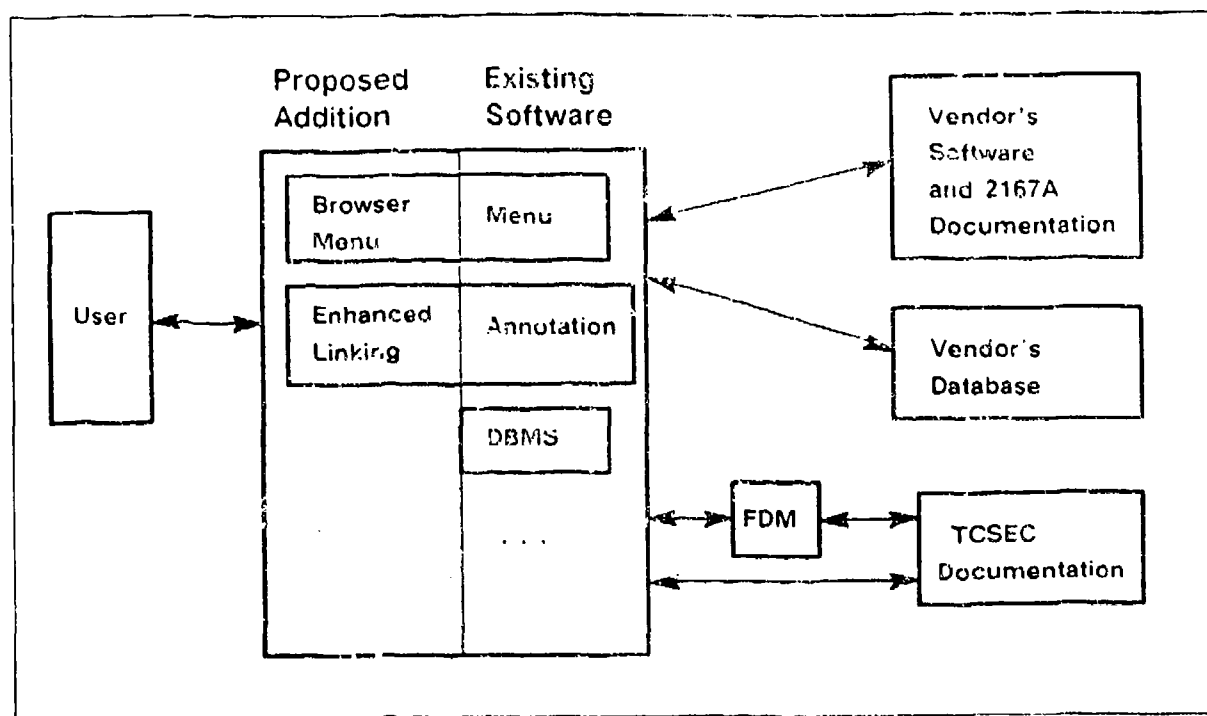 Proposed
Addition
Existing
Software
Browser
Menu
Menu
Enhanced
Linking
Annotation
DBMS
. . .
User
Vendor's
Software
and 2167A
Documentation
Vendor's
Database
FDM
TCSEC
Documentation